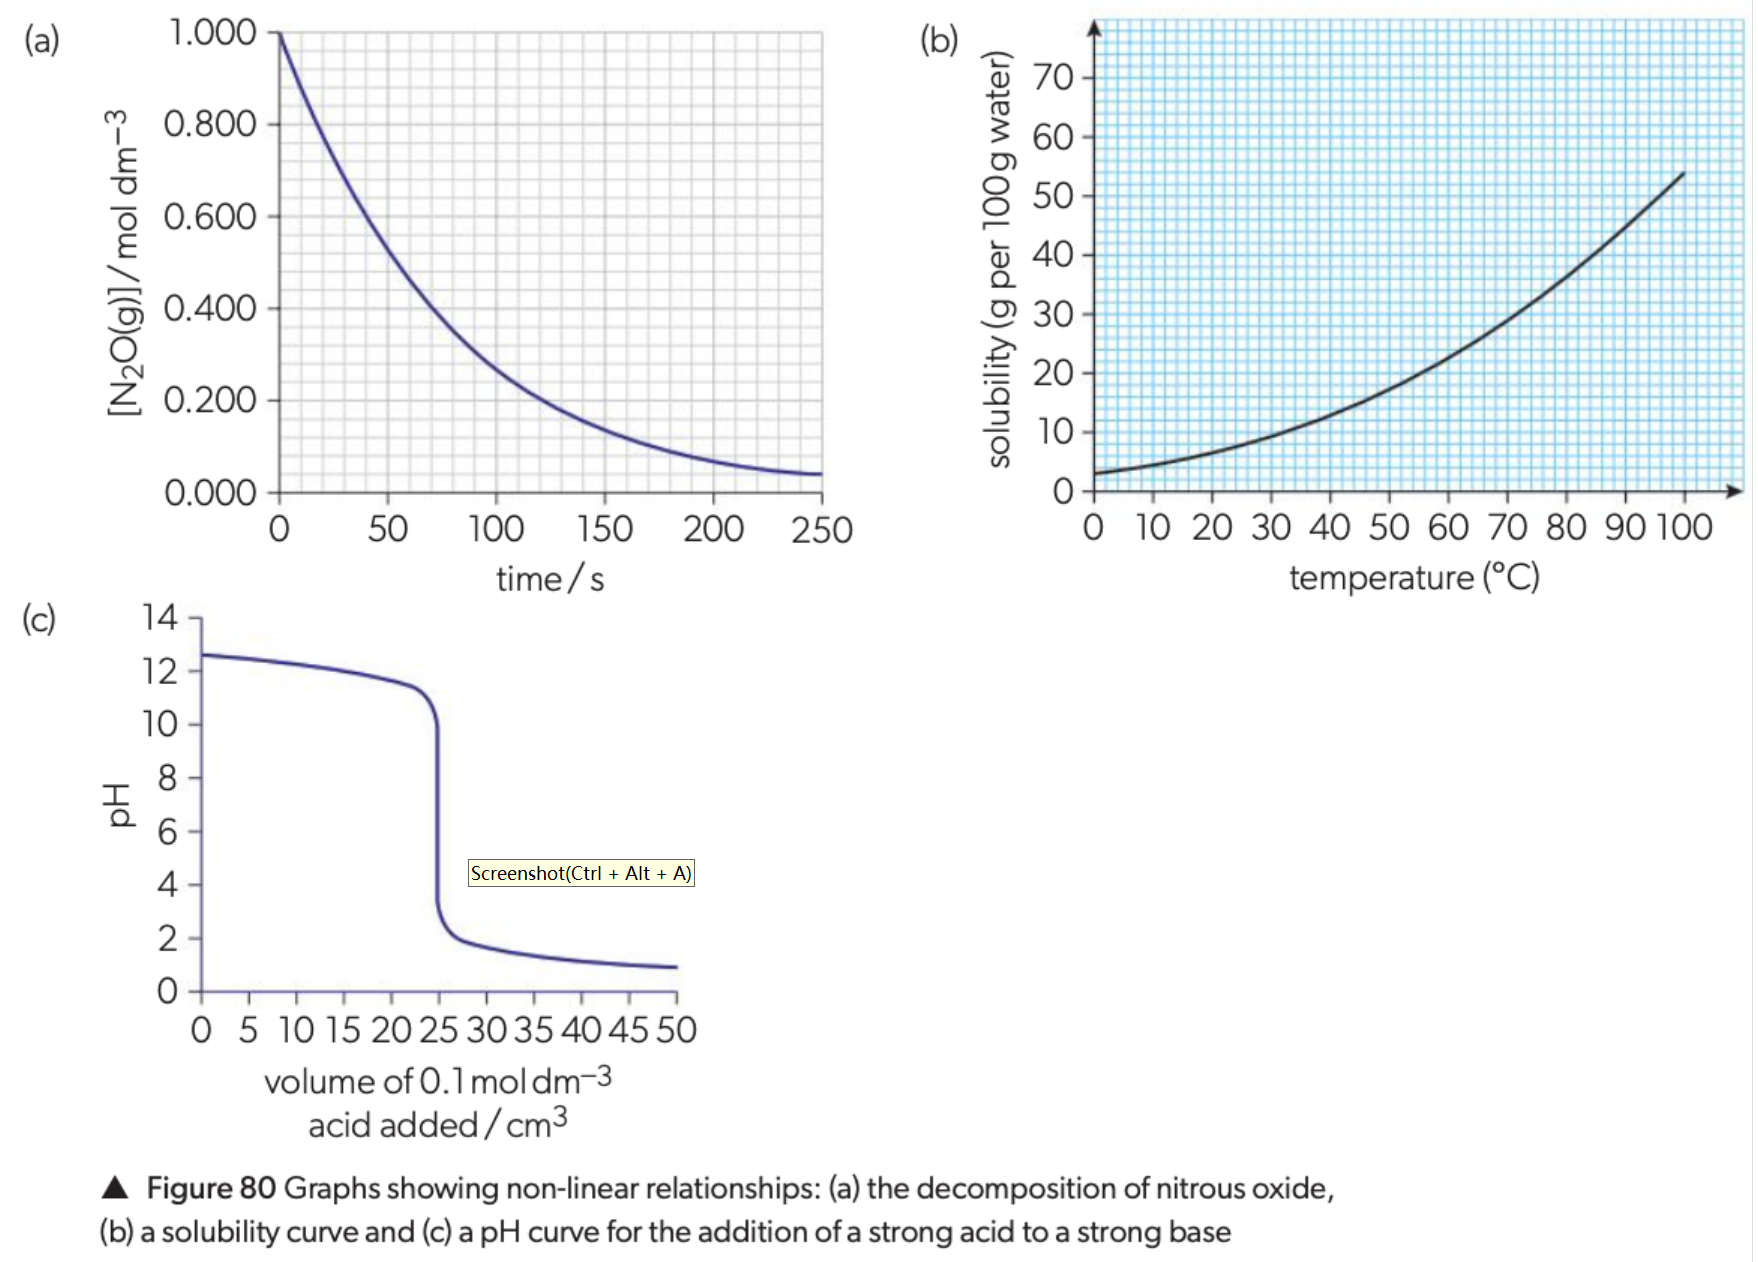 (a)
[N₂O(g)] / mol dm⁻³
1.000
0.800
0.600
0.400
0.200
0.000
0 50 100 150 200 250
time / s
(b)
solubility (g per 100 g water)
70
60
50
40
30
20
10
0
0 10 20 30 40 50 60 70 80 90 100
temperature (°C)
(c)
pH
14
12
10
8
6
4
2
0
Screenshot(Ctrl + Alt + A)
0 5 10 15 20 25 30 35 40 45 50
volume of 0.1 mol dm⁻³
acid added / cm³
▲ Figure 80 Graphs showing non-linear relationships: (a) the decomposition of nitrous oxide,
(b) a solubility curve and (c) a pH curve for the addition of a strong acid to a strong base